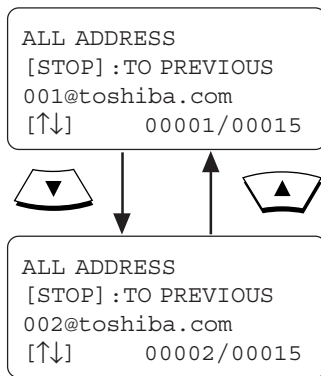 ALL ADDRESS
[STOP]:TO PREVIOUS
001@toshiba.com
[↑↓] 00001/00015
▼ ▲
ALL ADDRESS
[STOP]:TO PREVIOUS
002@toshiba.com
[↑↓] 00002/00015